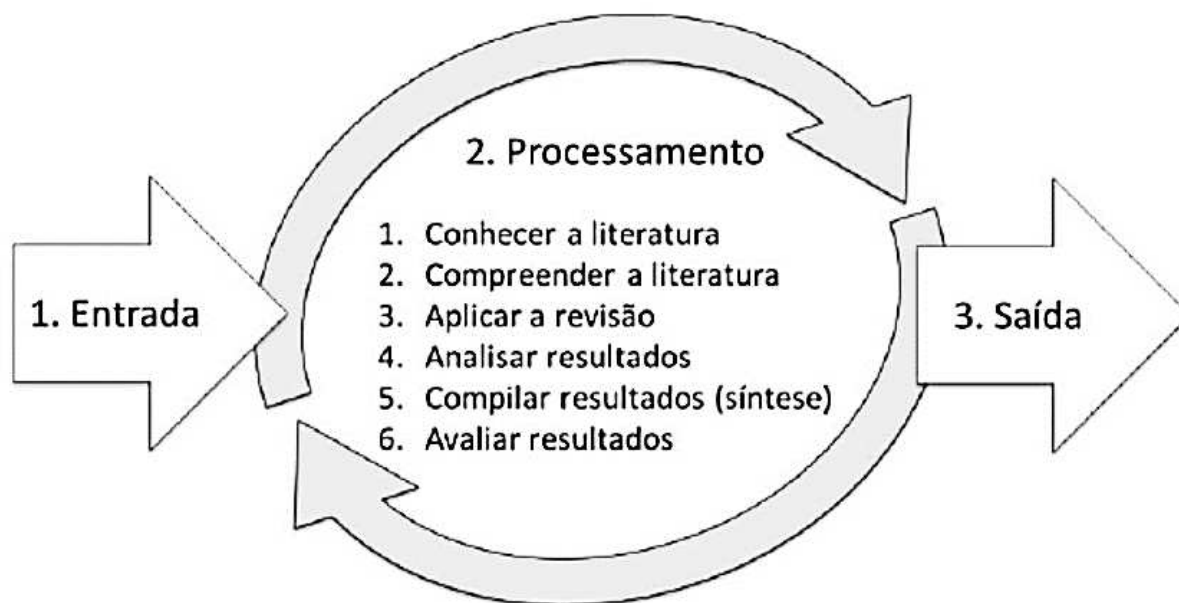 1. Entrada
2. Processamento
1. Conhecer a literatura
2. Compreender a literatura
3. Aplicar a revisão
4. Analisar resultados
5. Compilar resultados (síntese)
6. Avaliar resultados
3. Saída